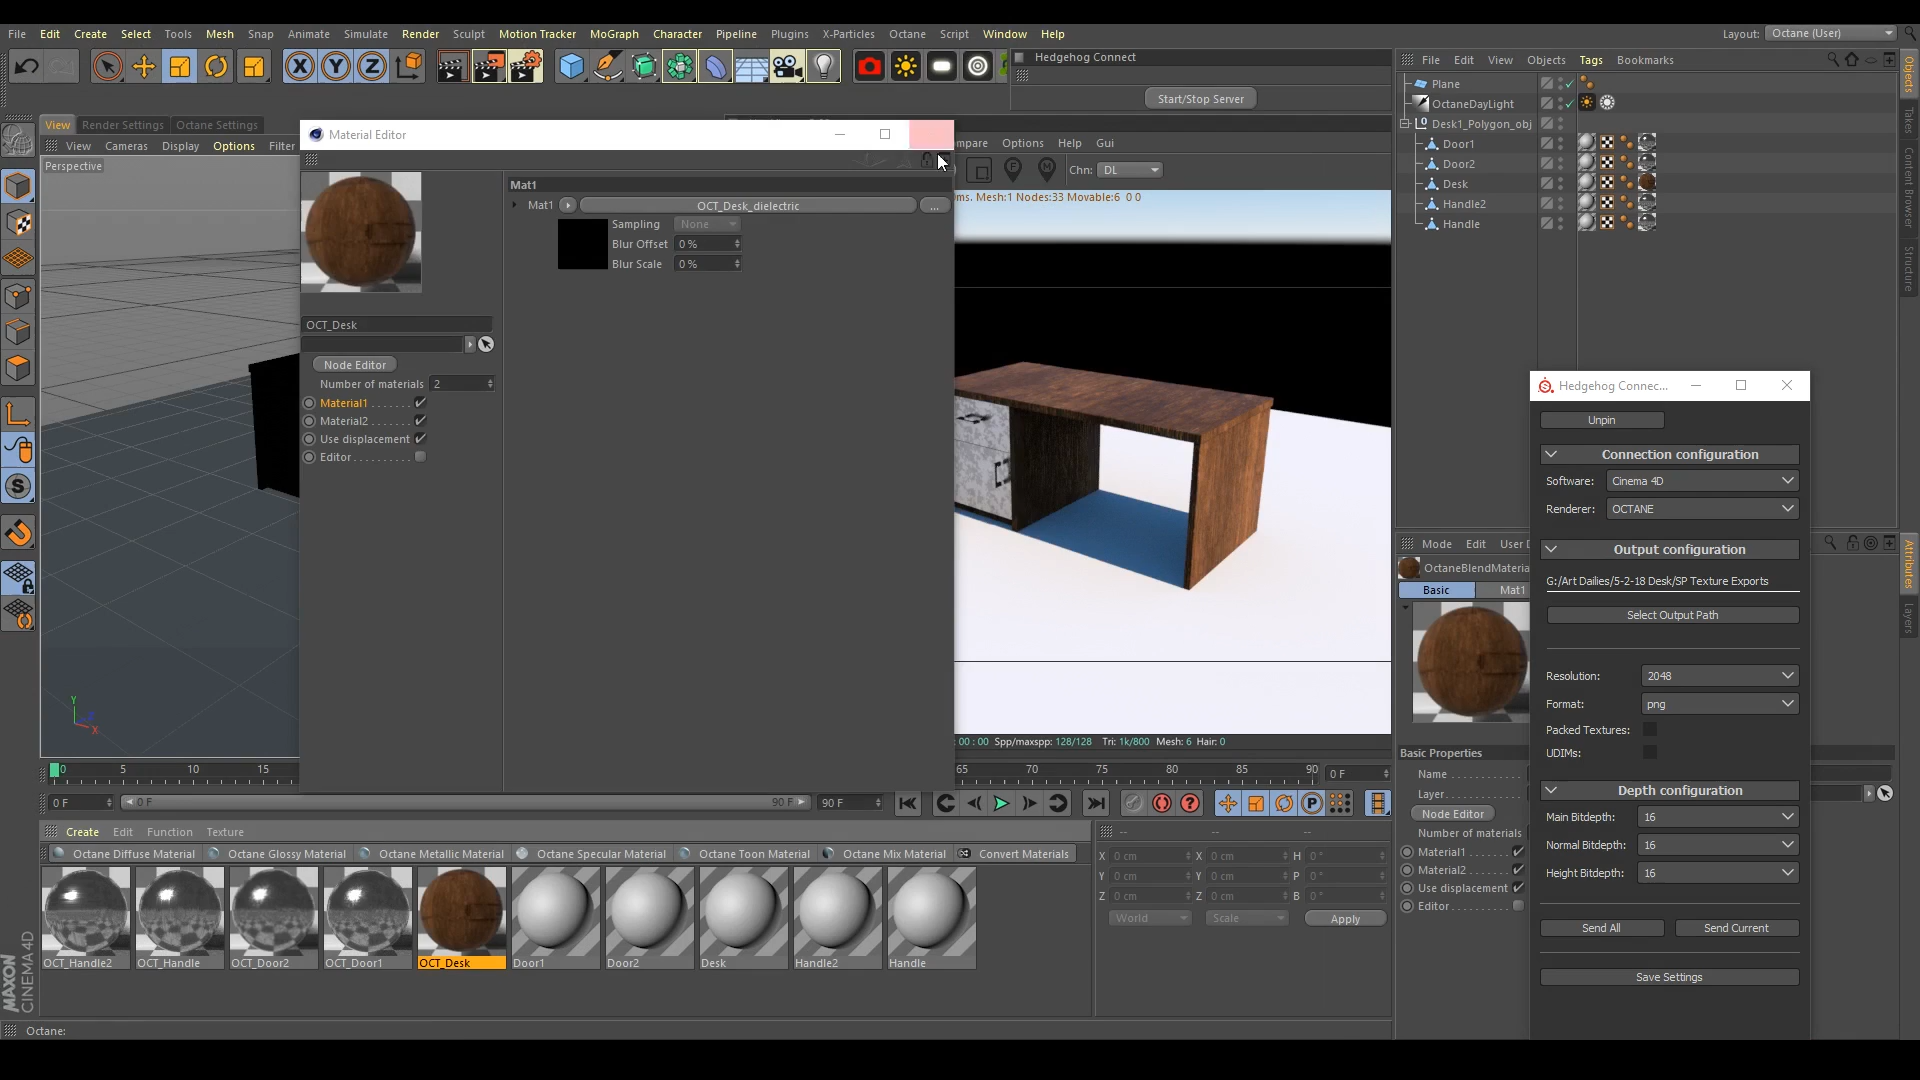 File Edit Create Select Tools Mesh Snap Animate Simulate Render Sculpt Motion Tracker MoGraph Character Pipeline Plugins X-Particles Octane Script Window Help
Layout: Octane (User)
Hedgehog Connect
Start/Stop Server
File Edit View Objects Tags Bookmarks
Plane
OctaneDayLight
Desk1_Polygon_obj
Door1
Door2
Desk
Handle2
Handle
Objects
Takes
Content Browser
Structure
View Render Settings Octane Settings
View Cameras Display Options Filter
Perspective
Material Editor
Mat1
Mat1 OCT_Desk_dielectric ...
Sampling None
Blur Offset 0 %
Blur Scale 0 %
OCT_Desk
Node Editor
Number of materials 2
Material1
Material2
Use displacement
Editor
mpare Options Help Gui
Chn: DL
ms. Mesh:1 Nodes:33 Movable:6 0 0
: 00 : 00 Spp/maxspp: 128/128 Tri: 1k/800 Mesh: 6 Hair: 0
Hedgehog Connec...
Unpin
Connection configuration
Software: Cinema 4D
Renderer: OCTANE
Output configuration
G:/Art Dailies/5-2-18 Desk/SP Texture Exports
Select Output Path
Resolution: 2048
Format: png
Packed Textures:
UDIMs:
Depth configuration
Main Bitdepth: 16
Normal Bitdepth: 16
Height Bitdepth: 16
Send All Send Current
Save Settings
Mode Edit User D
OctaneBlendMateria
Basic Mat1
Basic Properties
Name
Layer
Node Editor
Number of materials
Material1
Material2
Use displacement
Editor
Attributes
Layers
0 5 10 15 65 70 75 80 85 90 0 F
0 F 0 F 90 F 90 F
Create Edit Function Texture
Octane Diffuse Material Octane Glossy Material Octane Metallic Material Octane Specular Material Octane Toon Material Octane Mix Material Convert Materials
OCT_Handle2 OCT_Handle OCT_Door2 OCT_Door1 OCT_Desk Door1 Door2 Desk Handle2 Handle
-- -- --
X 0 cm X 0 cm H 0 °
Y 0 cm Y 0 cm P 0 °
Z 0 cm Z 0 cm B 0 °
World Scale Apply
MAXON
CINEMA 4D
Octane:
Y
X